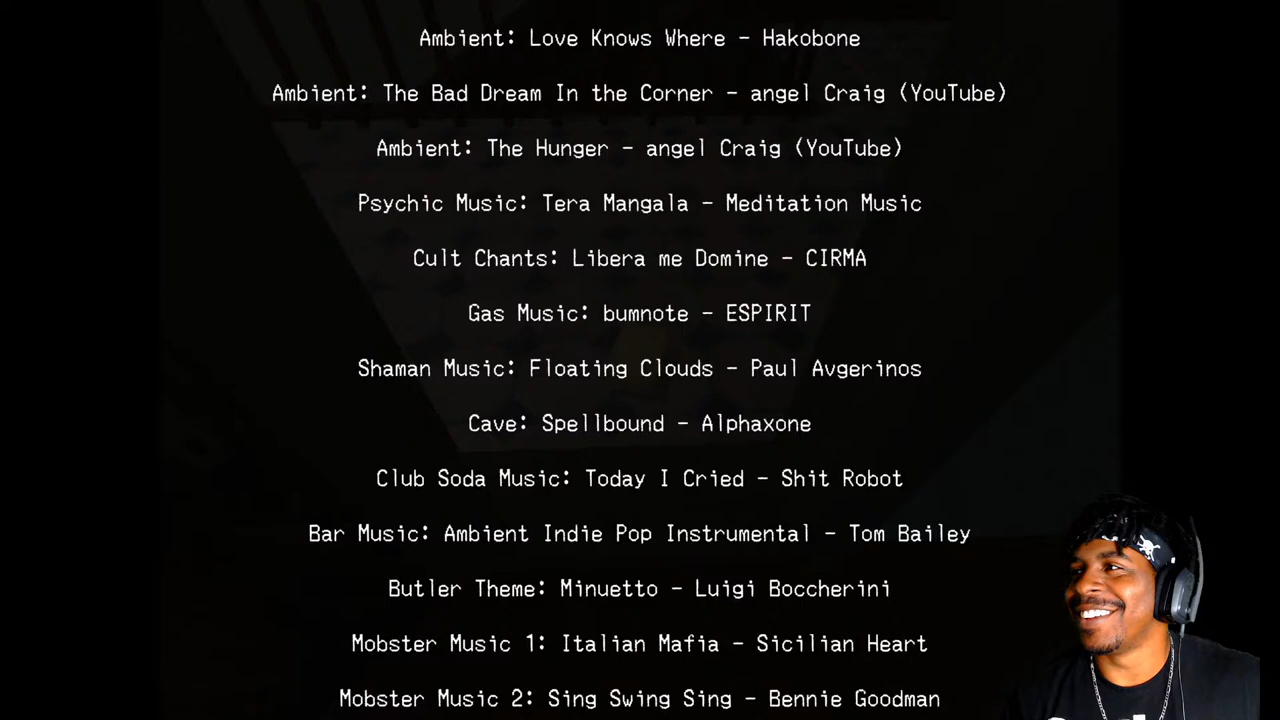 Ambient: Love Knows Where - Hakobone
Ambient: The Bad Dream In the Corner - angel Craig (YouTube)
Ambient: The Hunger - angel Craig (YouTube)
Psychic Music: Tera Mangala - Meditation Music
Cult Chants: Libera me Domine - CIRMA
Gas Music: bumnote - ESPIRIT
Shaman Music: Floating Clouds - Paul Avgerinos
Cave: Spellbound - Alphaxone
Club Soda Music: Today I Cried - Shit Robot
Bar Music: Ambient Indie Pop Instrumental - Tom Bailey
Butler Theme: Minuetto - Luigi Boccherini
Mobster Music 1: Italian Mafia - Sicilian Heart
Mobster Music 2: Sing Swing Sing - Bennie Goodman